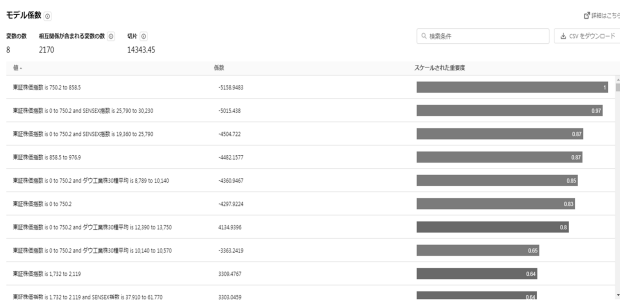 モデル係数
詳細はこちら
変数の数 相互関係が含まれる変数の数 切片
8 2170 14343.45
検索条件
CSV をダウンロード
値 係数 スケールされた重要度
東証株価指数 is 750.2 to 858.5 -5158.9483 1
東証株価指数 is 0 to 750.2 and SENSEX指数 is 25,790 to 30,230 -5015.438 0.97
東証株価指数 is 0 to 750.2 and SENSEX指数 is 19,380 to 25,790 -4504.722 0.87
東証株価指数 is 858.5 to 976.9 -4482.1577 0.87
東証株価指数 is 0 to 750.2 and ダウ工業株30種平均 is 8,789 to 10,140 -4360.9467
東証株価指数 is 0 to 750.2 -4297.9224 0.83
東証株価指数 is 0 to 750.2 and ダウ工業株30種平均 is 12,390 to 13,750 4134.9398
東証株価指数 is 0 to 750.2 and ダウ工業株30種平均 is 10,140 to 10,570 -3363.2419 0.65
東証株価指数 is 1,732 to 2,119 3309.4767 0.64
東証株価指数 is 1,732 to 2,119 and SENSEX指数 is 37,910 to 61,770 3303.0459 0.64